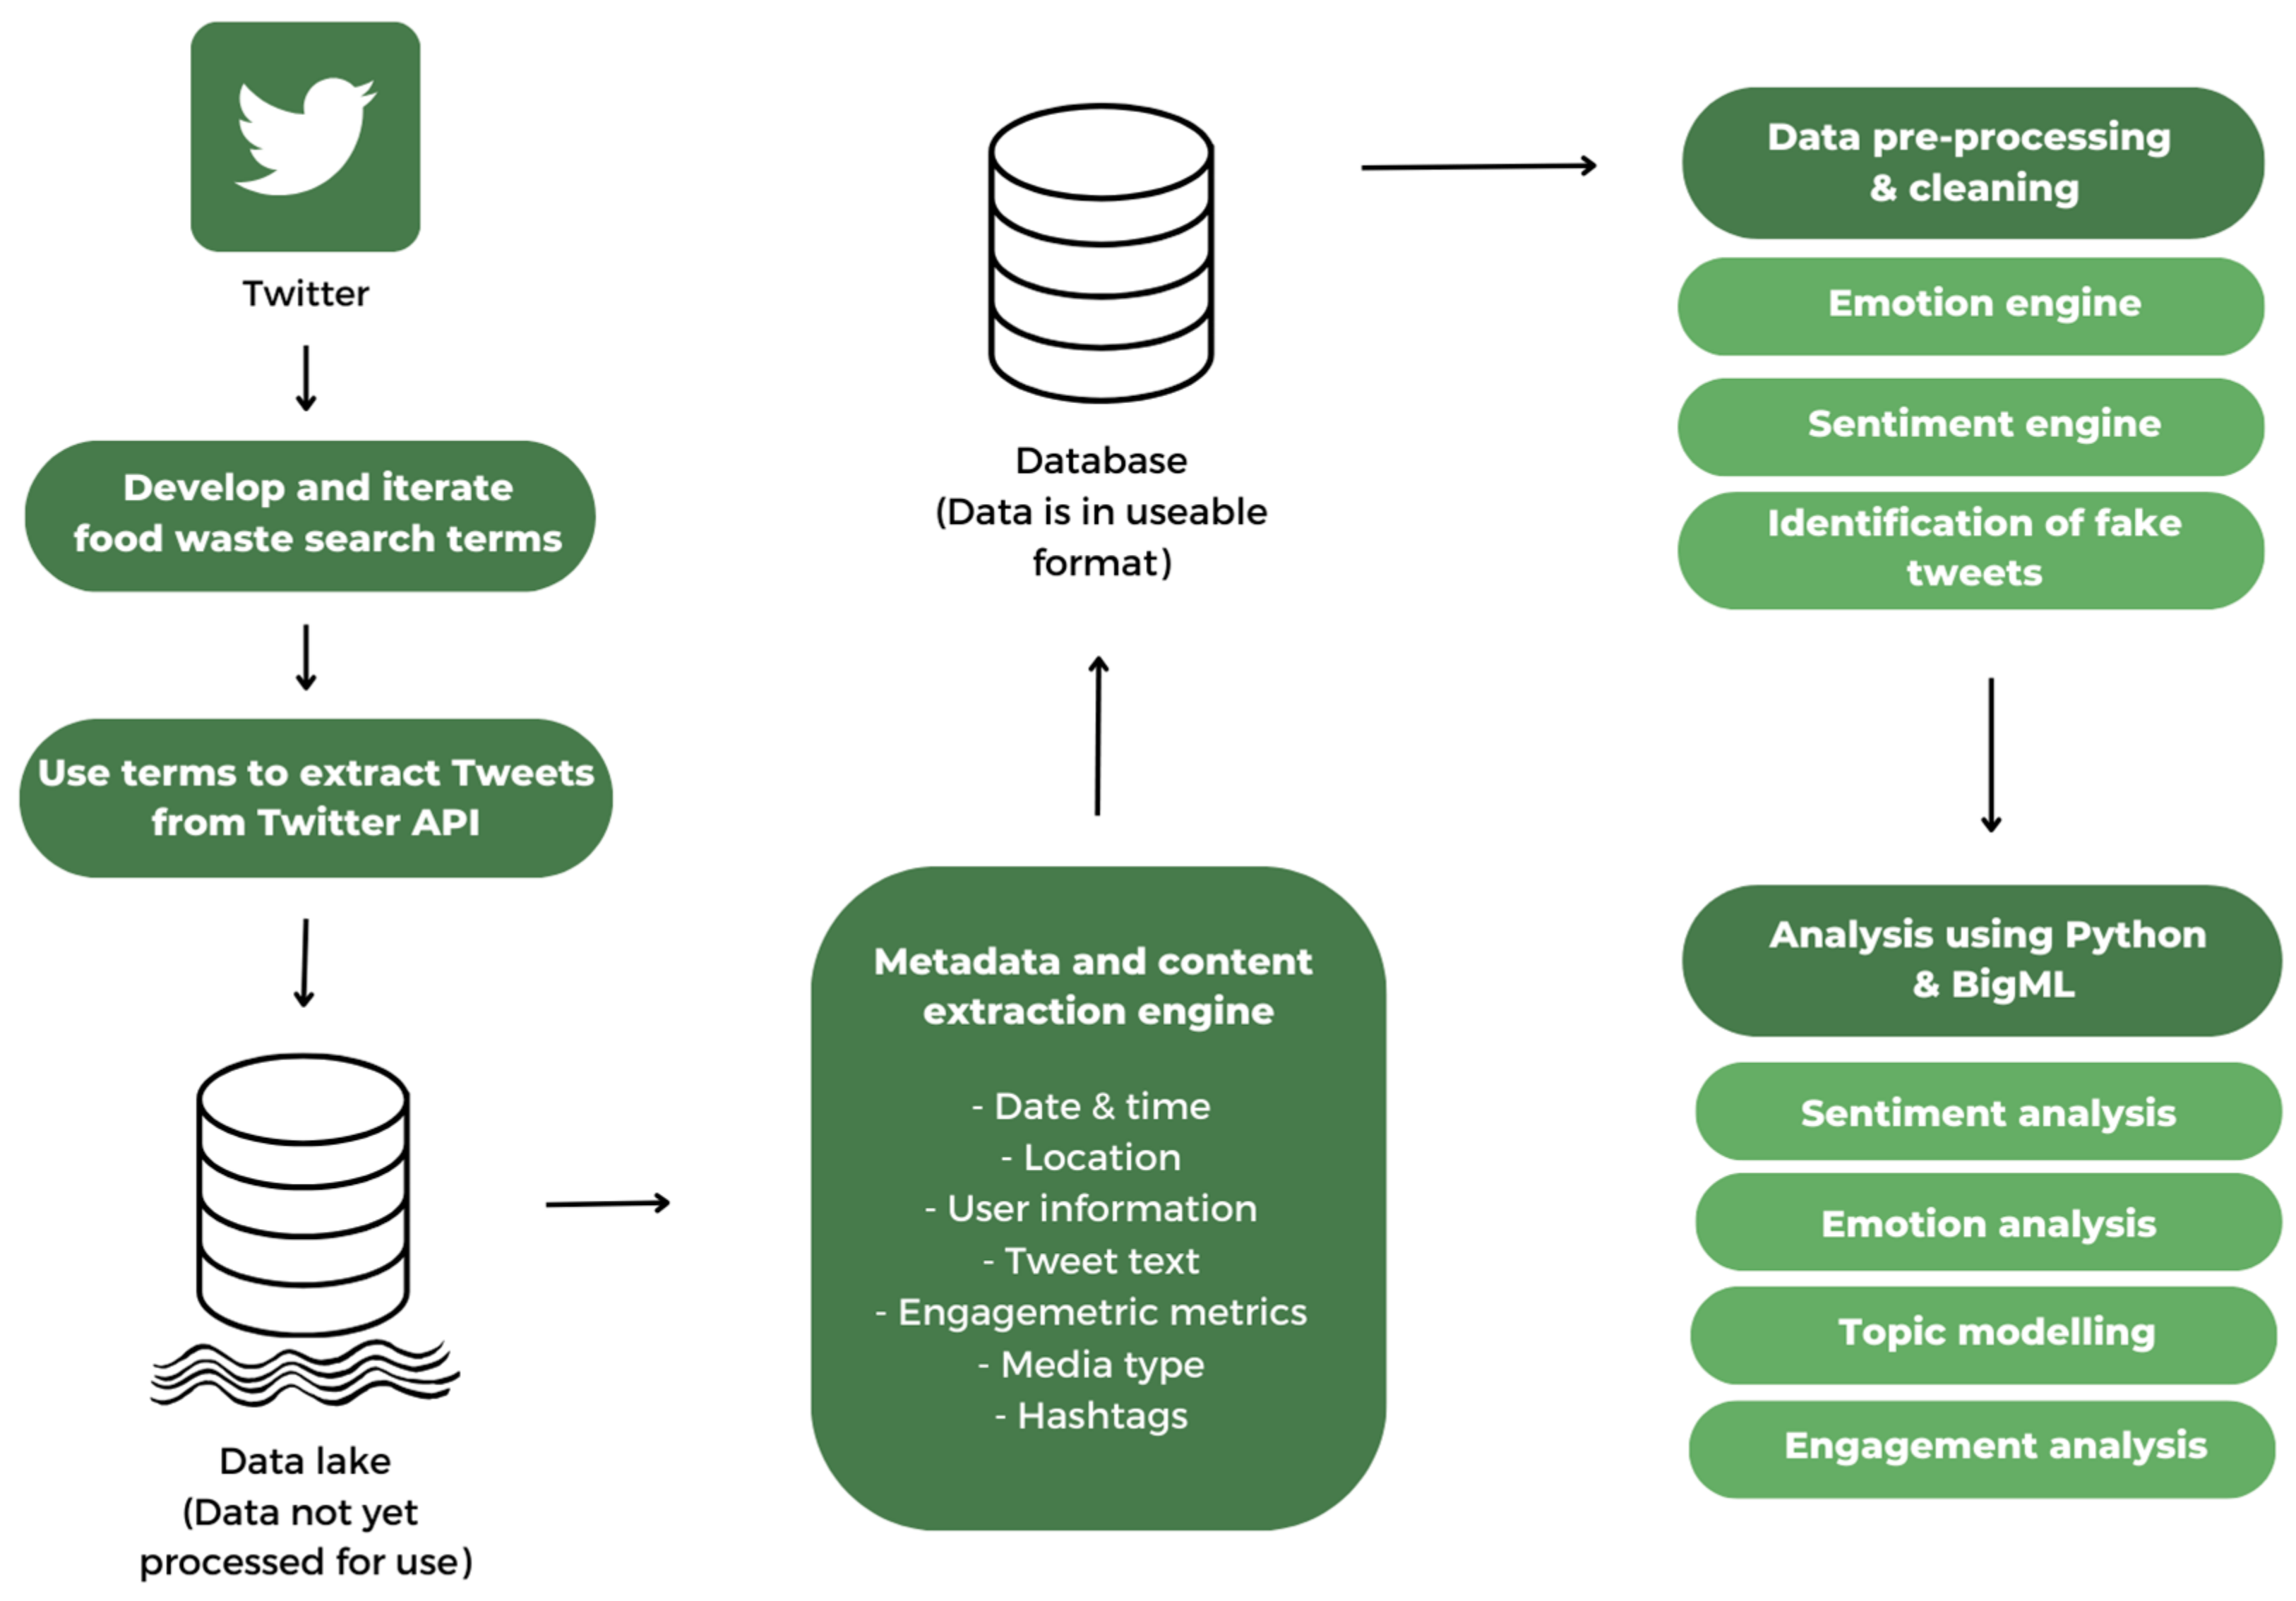 Twitter
Develop and iterate
food waste search terms
Use terms to extract Tweets
from Twitter API
Data lake
(Data not yet
processed for use)
Metadata and content
extraction engine
- Date & time
- Location
- User information
- Tweet text
- Engagemetric metrics
- Media type
- Hashtags
Database
(Data is in useable
format)
Data pre-processing
& cleaning
Emotion engine
Sentiment engine
Identification of fake
tweets
Analysis using Python
& BigML
Sentiment analysis
Emotion analysis
Topic modelling
Engagement analysis